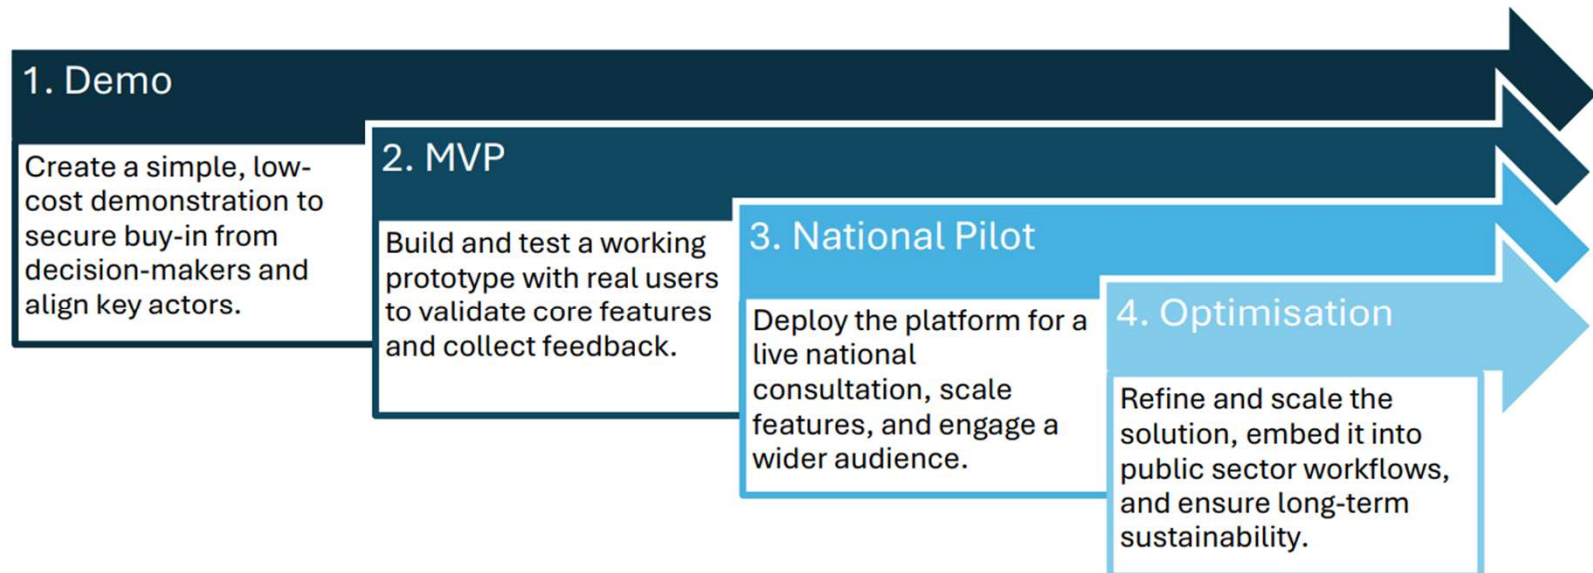 1. Demo
Create a simple, low-
cost demonstration to
secure buy-in from
decision-makers and
align key actors.
2. MVP
Build and test a working
prototype with real users
to validate core features
and collect feedback.
3. National Pilot
Deploy the platform for a
live national
consultation, scale
features, and engage a
wider audience.
4. Optimisation
Refine and scale the
solution, embed it into
public sector workflows,
and ensure long-term
sustainability.